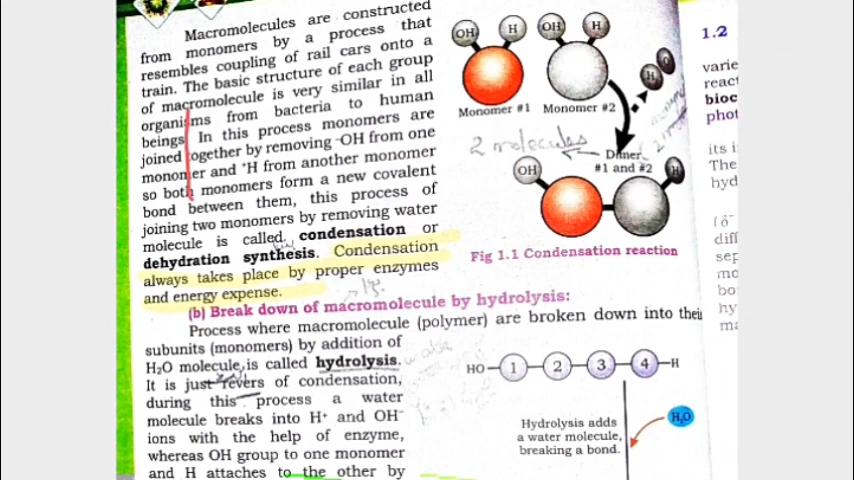 Macromolecules are constructed
from monomers by a process that
resembles coupling of rail cars onto a
train. The basic structure of each group
of macromolecule is very similar in all
organisms from bacteria to human
beings. In this process monomers are
joined together by removing -OH from one
monomer and +H from another monomer
so both monomers form a new covalent
bond between them, this process of
joining two monomers by removing water
molecule is called condensation or
dehydration synthesis. Condensation
always takes place by proper enzymes
and energy expense.
OH H OH H
Monomer #1 Monomer #2
2 molecules
Dimer
#1 and #2
OH
H
Fig 1.1 Condensation reaction
(b) Break down of macromolecule by hydrolysis:
Process where macromolecule (polymer) are broken down into their
subunits (monomers) by addition of
H₂O molecule, is called hydrolysis.
It is just revers of condensation,
during this process a water
molecule breaks into H⁺ and OH⁻
ions with the help of enzyme,
whereas OH group to one monomer
and H attaches to the other by
HO 1 2 3 4 H
Hydrolysis adds
a water molecule,
breaking a bond.
H₂O
1.2
varie
reac
bioc
phot
its i
The
hyd
diff
sep
mo
bo
hy
ma